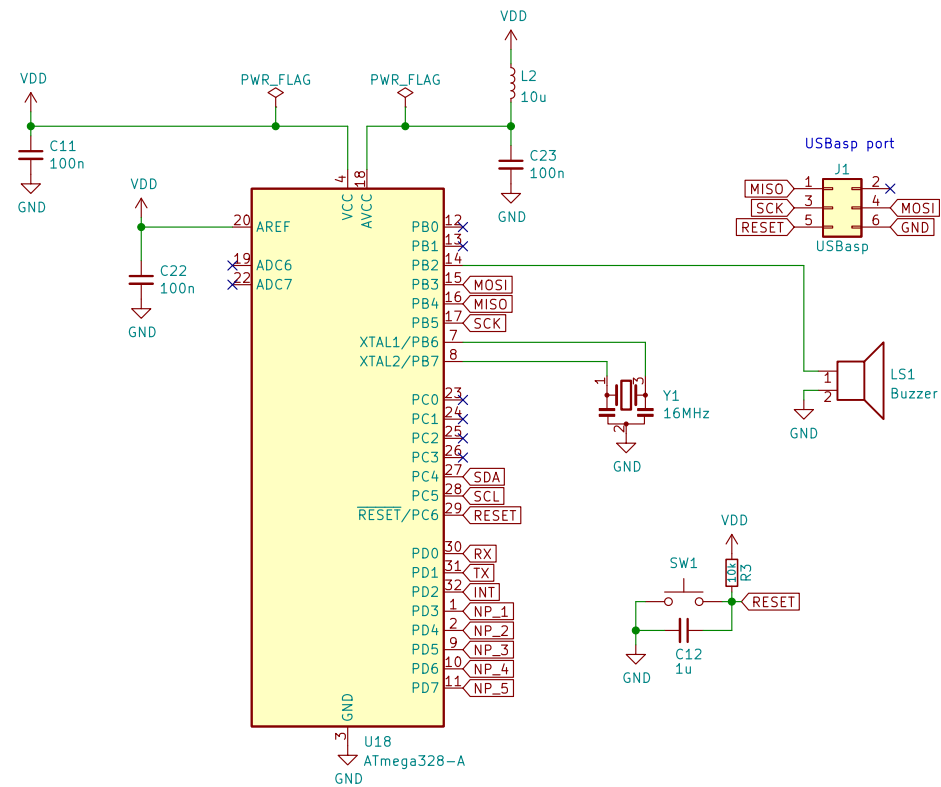 VDD
VDD
PWR_FLAG
PWR_FLAG
L2
10u
C11
100n
GND
4
18
VCC
AVCC
C23
100n
GND
USBasp port
J1
MISO 1 2
SCK 3 4 MOSI
RESET 5 6 GND
USBasp
VDD
20 AREF
19 ADC6
22 ADC7
C22
100n
GND
PB0 12
PB1 13
PB2 14
PB3 15 MOSI
PB4 16 MISO
PB5 17 SCK
XTAL1/PB6 7
XTAL2/PB7 8
PC0 23
PC1 24
PC2 25
PC3 26
PC4 27 SDA
PC5 28 SCL
RESET/PC6 29 RESET
PD0 30 RX
PD1 31 TX
PD2 32 INT
PD3 1 NP_1
PD4 2 NP_2
PD5 9 NP_3
PD6 10 NP_4
PD7 11 NP_5
1
3
2
Y1
16MHz
GND
1
2
LS1
Buzzer
GND
VDD
10k
R3
SW1
RESET
C12
1u
GND
GND
3
U18
ATmega328-A
GND